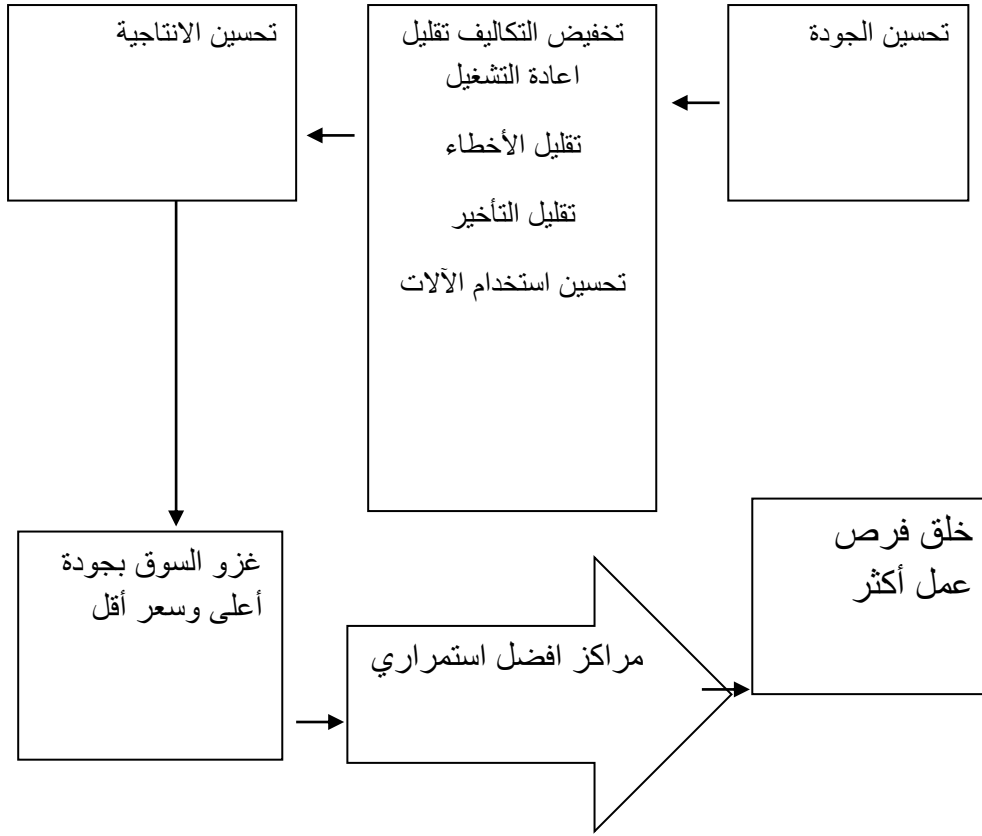 تحسين الجودة
تخفيض التكاليف تقليل
اعادة التشغيل
تقليل الأخطاء
تقليل التأخير
تحسين استخدام الآلات
تحسين الانتاجية
غزو السوق بجودة
أعلى وسعر أقل
مراكز افضل استمراري
خلق فرص
عمل أكثر